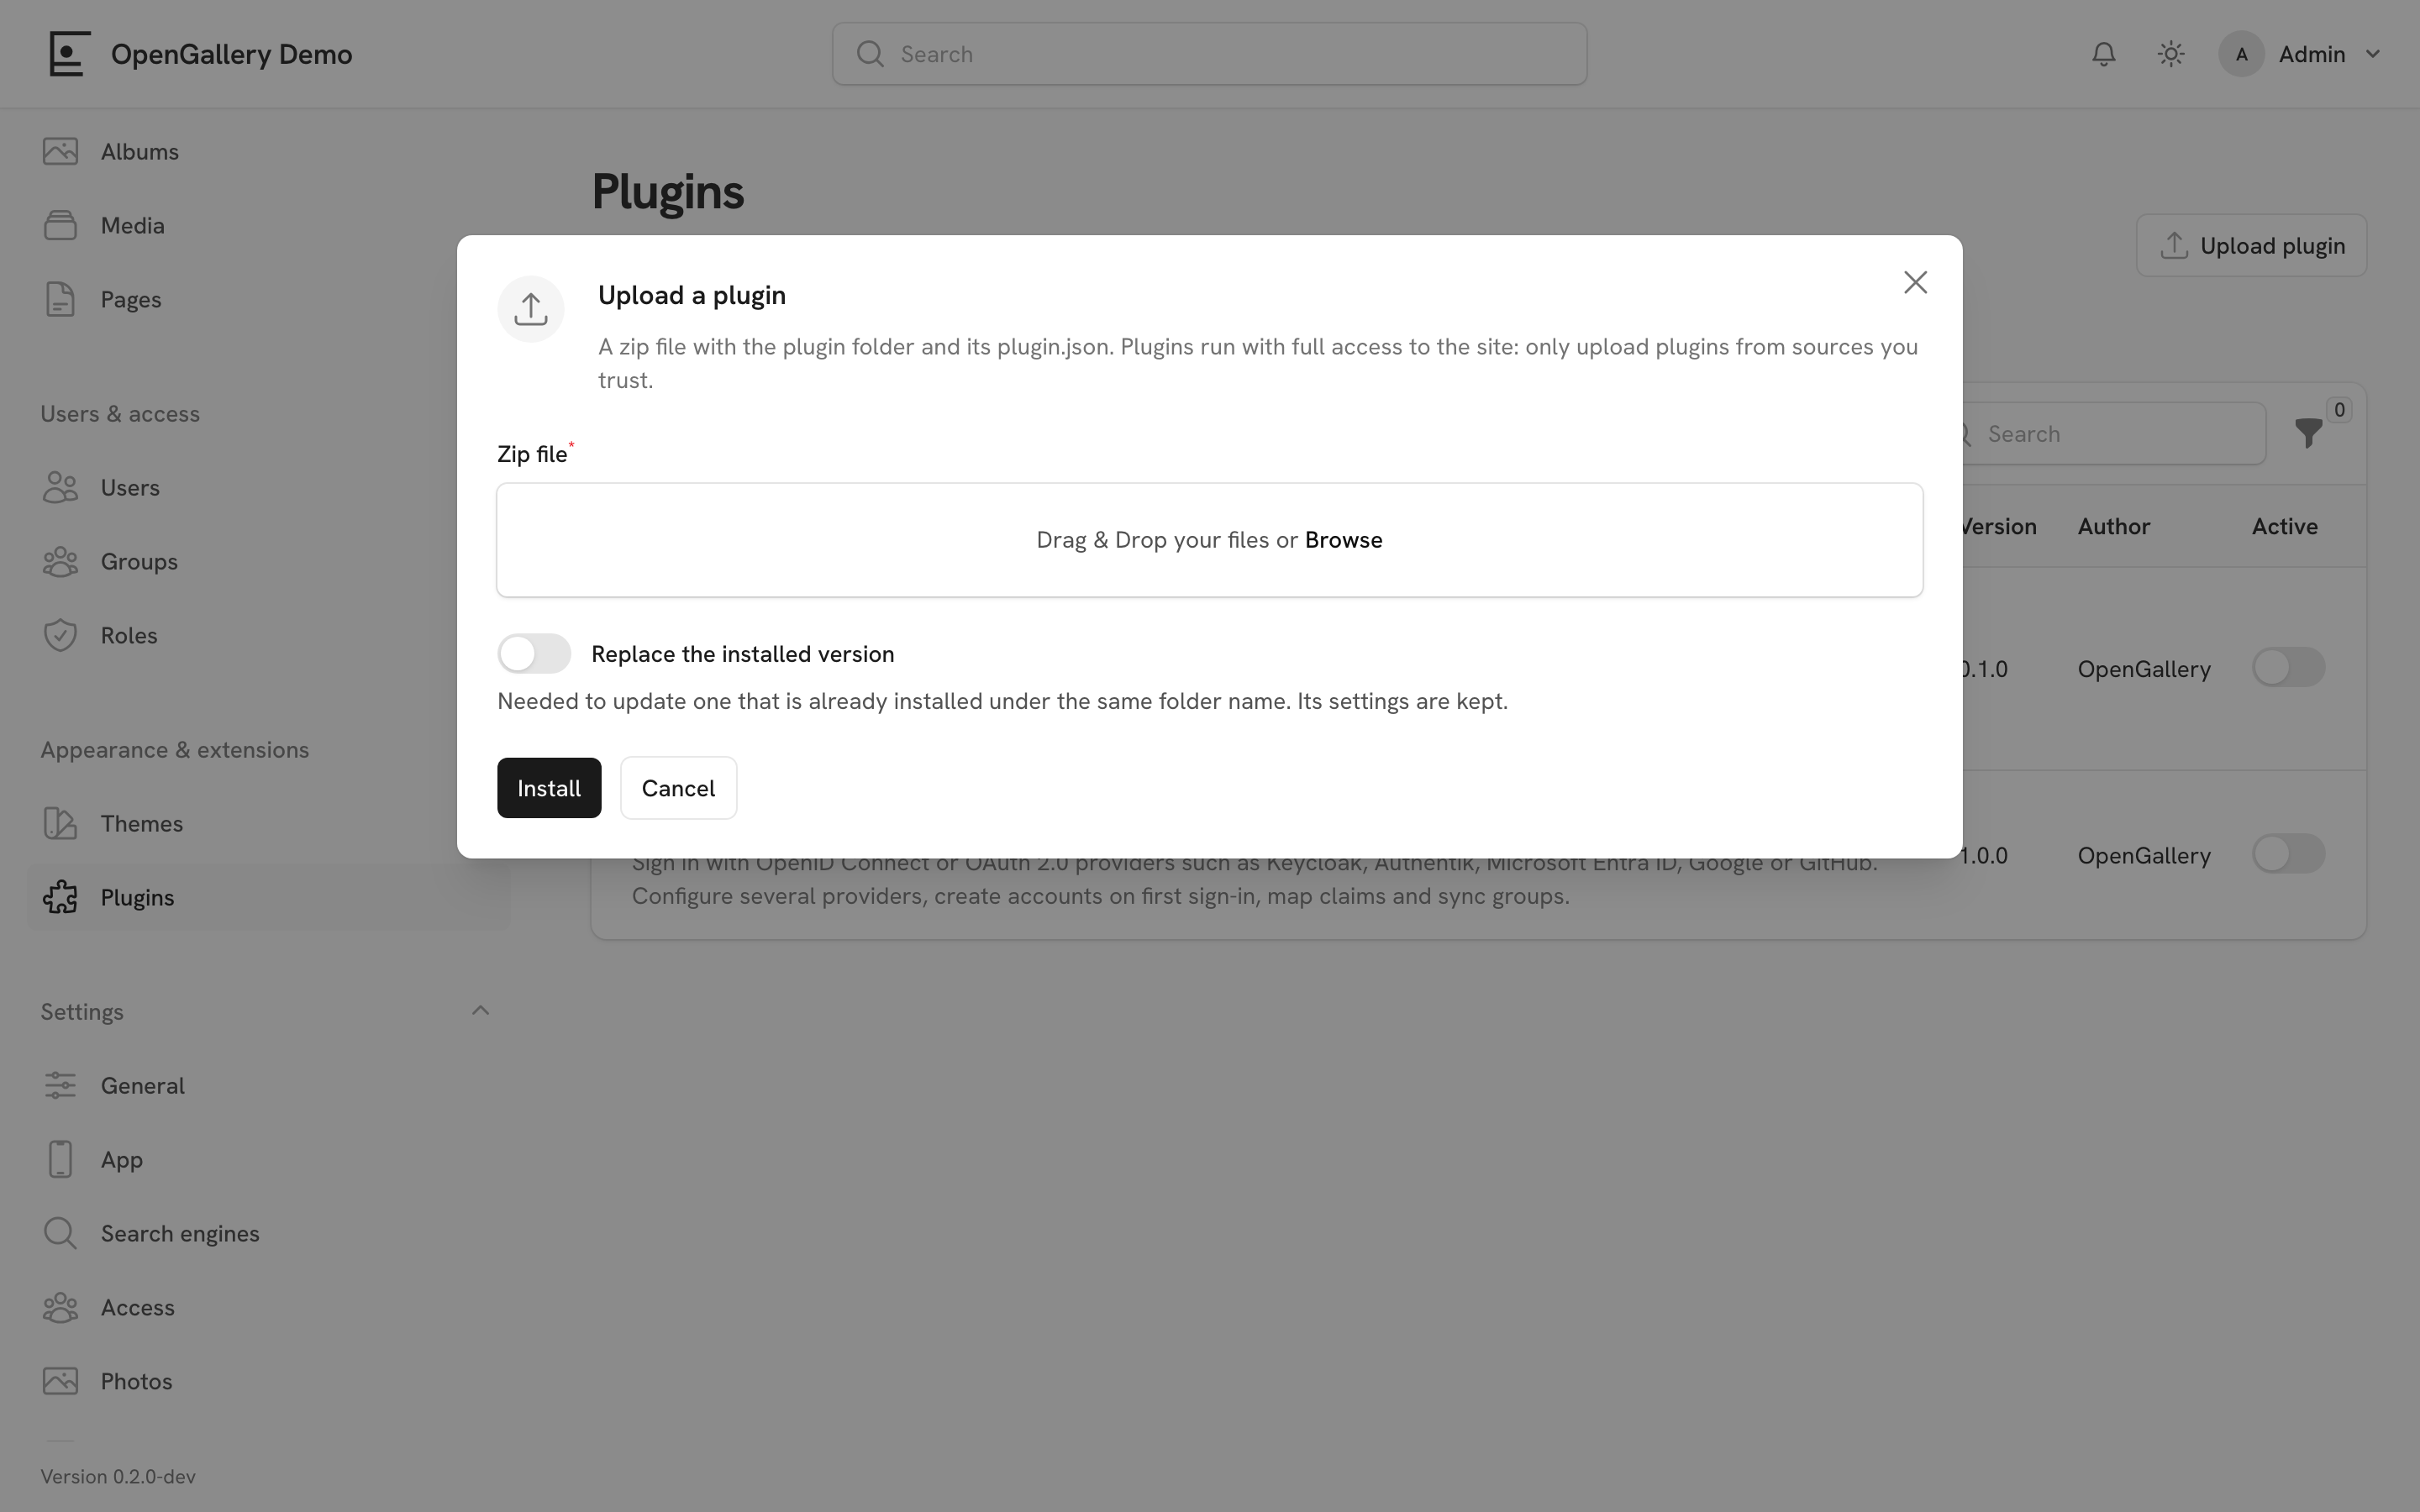 OpenGallery Demo
Search
A
Admin
Albums
Media
Pages
Users & access
Users
Groups
Roles
Appearance & extensions
Themes
Plugins
Settings
General
App
Search engines
Access
Photos
Version 0.2.0-dev
Plugins
Upload plugin
Upload a plugin
A zip file with the plugin folder and its plugin.json. Plugins run with full access to the site: only upload plugins from sources you
trust.
Zip file*
Drag & Drop your files or Browse
Replace the installed version
Needed to update one that is already installed under the same folder name. Its settings are kept.
Install
Cancel
Search
0
Version
Author
Active
0.1.0
OpenGallery
Sign in with OpenID Connect or OAuth 2.0 providers such as Keycloak, Authentik, Microsoft Entra ID, Google or GitHub.
Configure several providers, create accounts on first sign-in, map claims and sync groups.
1.0.0
OpenGallery